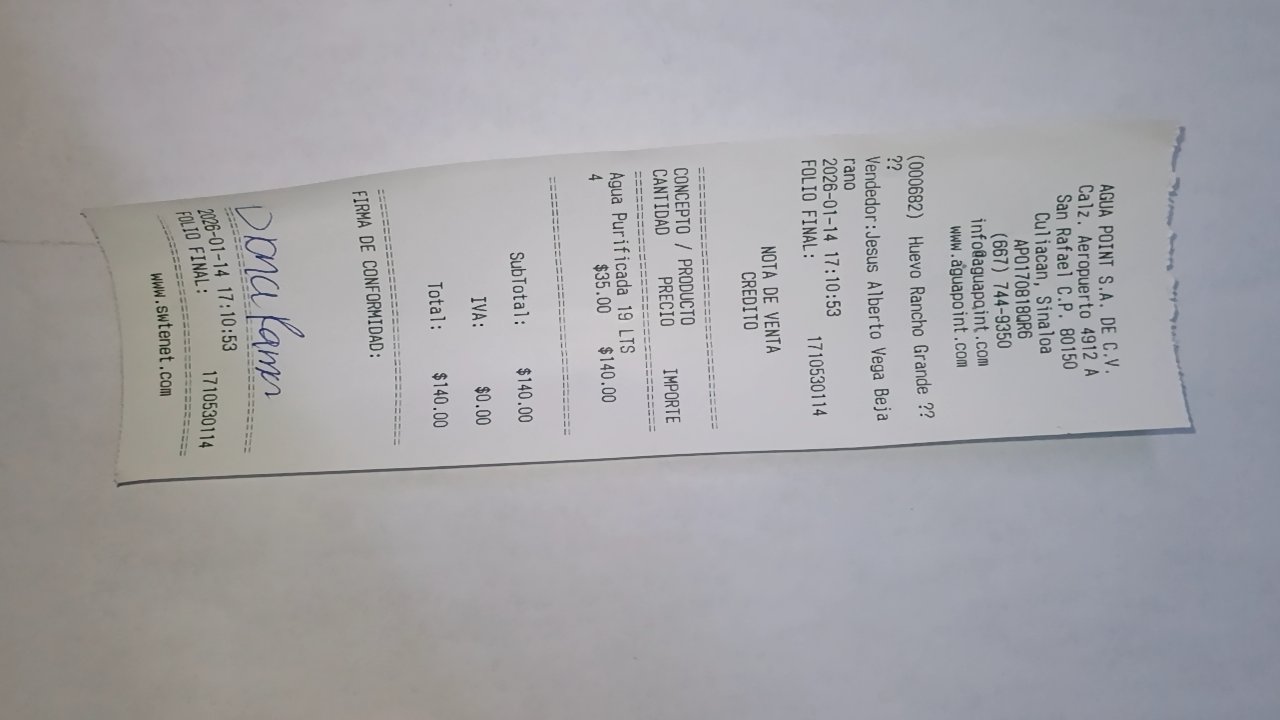 AGUA POINT S.A. DE C.V.
Calz. Aeropuerto 4912 A
San Rafael C.P. 80150
Culiacan, Sinaloa
APO170818QR6
(667) 744-9350
info@aguapoint.com
www.aguapoint.com
(000682) Huevo Rancho Grande ??
??
Vendedor:Jesus Alberto Vega Beja
rano
2026-01-14 17:10:53
FOLIO FINAL: 1710530114
NOTA DE VENTA
CREDITO
CONCEPTO / PRODUCTO
CANTIDAD PRECIO IMPORTE
Agua Purificada 19 LTS
4 $35.00 $140.00
SubTotal: $140.00
IVA: $0.00
Total: $140.00
FIRMA DE CONFORMIDAD:
2026-01-14 17:10:53
FOLIO FINAL: 1710530114
www.swtenet.com